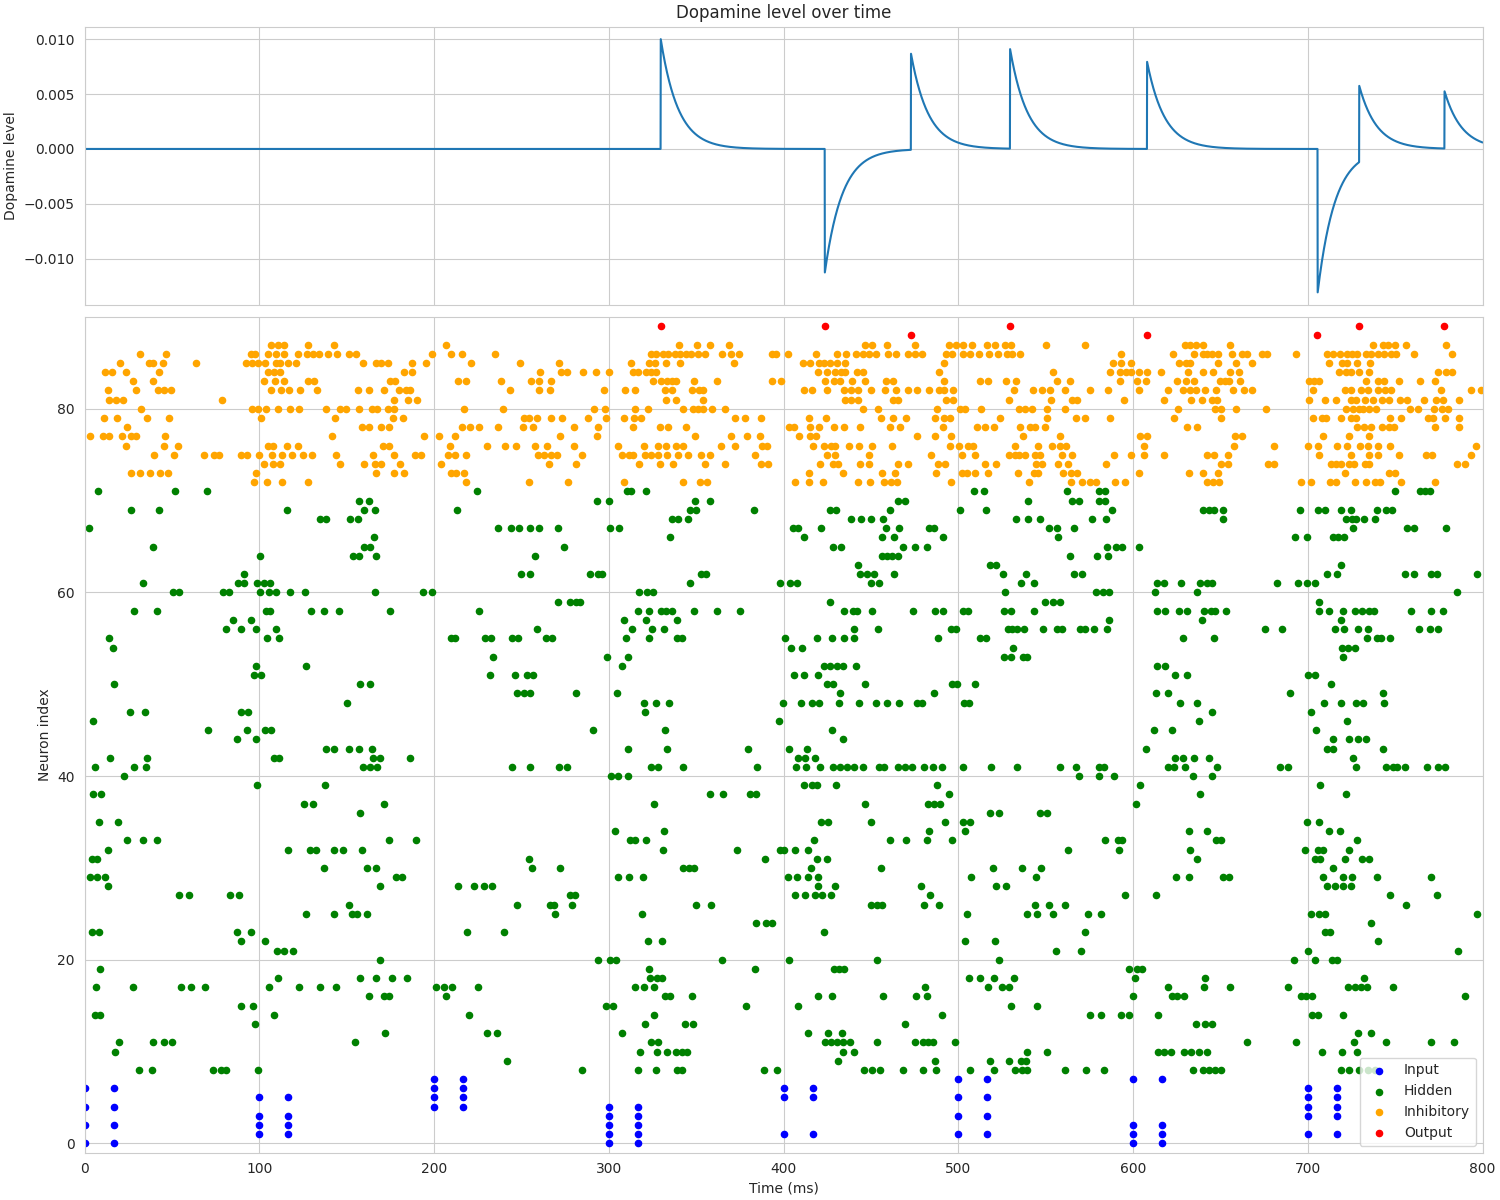 Dopamine level over time
0.010
0.005
0.000
−0.005
−0.010
Dopamine level
80
60
40
20
0
Neuron index
Input
Hidden
Inhibitory
Output
0 100 200 300 400 500 600 700 800
Time (ms)